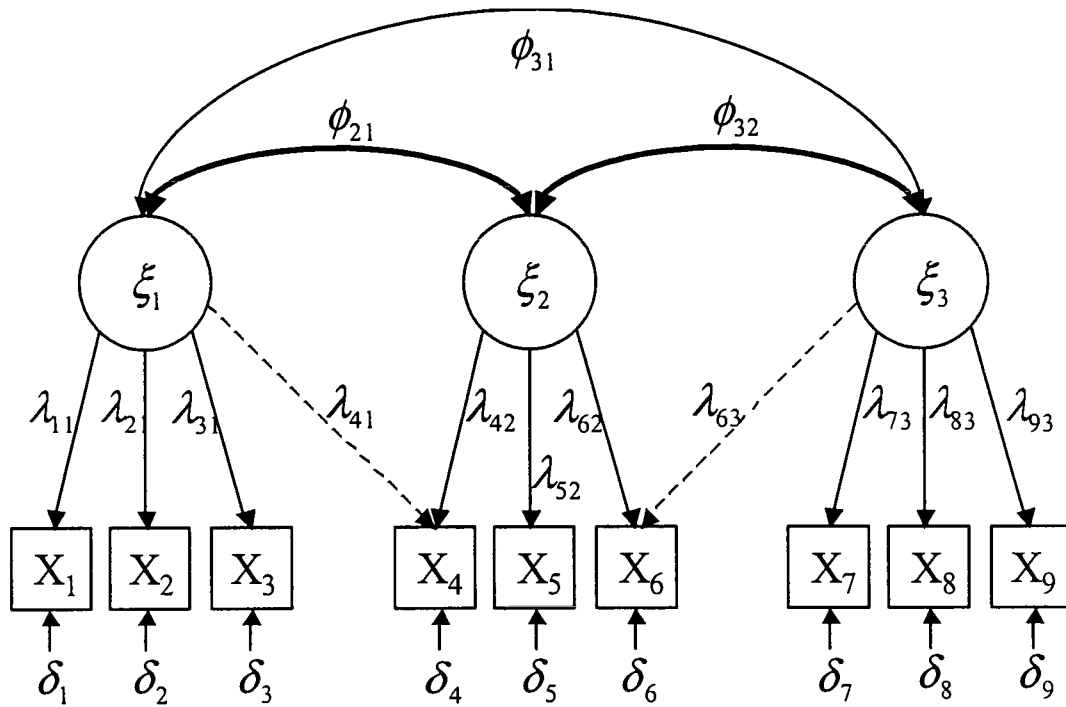 ϕ₃₁
ϕ₂₁ ϕ₃₂
ξ₁ ξ₂ ξ₃
λ₁₁ λ₂₁ λ₃₁ λ₄₁ λ₄₂ λ₆₂ λ₆₃ λ₇₃ λ₈₃ λ₉₃
λ₅₂
X₁ X₂ X₃ X₄ X₅ X₆ X₇ X₈ X₉
δ₁ δ₂ δ₃ δ₄ δ₅ δ₆ δ₇ δ₈ δ₉